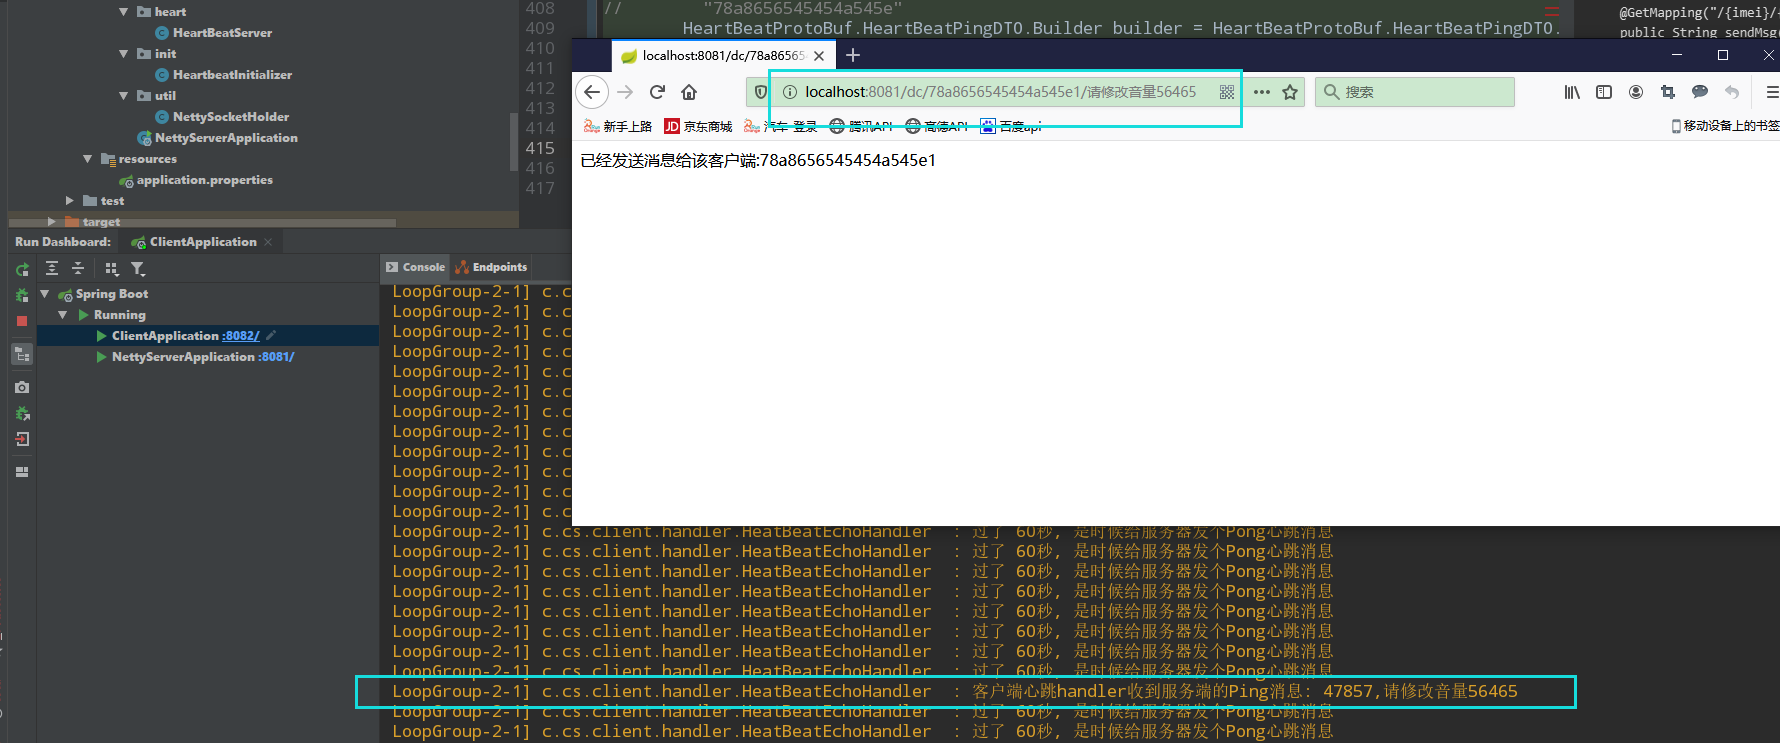 heart
HeartBeatServer
init
HeartbeatInitializer
util
NettySocketHolder
NettyServerApplication
resources
application.properties
test
target
408
409
410
411
412
413
414
415
416
417
// "78a8656545454a545e"
HeartBeatProtoBuf.HeartBeatPingDTO.Builder builder = HeartBeatProtoBuf.HeartBeatPingDTO.
@GetMapping("/{imei}/
public String sendMsg(
localhost:8081/dc/78a86565
localhost:8081/dc/78a8656545454a545e1/请修改音量56465
搜索
新手上路 京东商城 汽车-登录 腾讯API 高德API 百度api 移动设备上的书签
已经发送消息给该客户端:78a8656545454a545e1
Run Dashboard: ClientApplication
Console Endpoints
Spring Boot
Running
ClientApplication :8082/
NettyServerApplication :8081/
LoopGroup-2-1] c.c
LoopGroup-2-1] c.c
LoopGroup-2-1] c.c
LoopGroup-2-1] c.c
LoopGroup-2-1] c.c
LoopGroup-2-1] c.c
LoopGroup-2-1] c.c
LoopGroup-2-1] c.c
LoopGroup-2-1] c.c
LoopGroup-2-1] c.c
LoopGroup-2-1] c.c
LoopGroup-2-1] c.c
LoopGroup-2-1] c.cs.client.handler.HeatBeatEchoHandler : 过了 60秒, 是时候给服务器发个Pong心跳消息
LoopGroup-2-1] c.cs.client.handler.HeatBeatEchoHandler : 过了 60秒, 是时候给服务器发个Pong心跳消息
LoopGroup-2-1] c.cs.client.handler.HeatBeatEchoHandler : 过了 60秒, 是时候给服务器发个Pong心跳消息
LoopGroup-2-1] c.cs.client.handler.HeatBeatEchoHandler : 过了 60秒, 是时候给服务器发个Pong心跳消息
LoopGroup-2-1] c.cs.client.handler.HeatBeatEchoHandler : 过了 60秒, 是时候给服务器发个Pong心跳消息
LoopGroup-2-1] c.cs.client.handler.HeatBeatEchoHandler : 过了 60秒, 是时候给服务器发个Pong心跳消息
LoopGroup-2-1] c.cs.client.handler.HeatBeatEchoHandler : 过了 60秒, 是时候给服务器发个Pong心跳消息
LoopGroup-2-1] c.cs.client.handler.HeatBeatEchoHandler : 过了 60秒, 是时候给服务器发个Pong心跳消息
LoopGroup-2-1] c.cs.client.handler.HeatBeatEchoHandler : 客户端心跳handler收到服务端的Ping消息: 47857,请修改音量56465
LoopGroup-2-1] c.cs.client.handler.HeatBeatEchoHandler : 过了 60秒, 是时候给服务器发个Pong心跳消息
LoopGroup-2-1] c.cs.client.handler.HeatBeatEchoHandler : 过了 60秒, 是时候给服务器发个Pong心跳消息